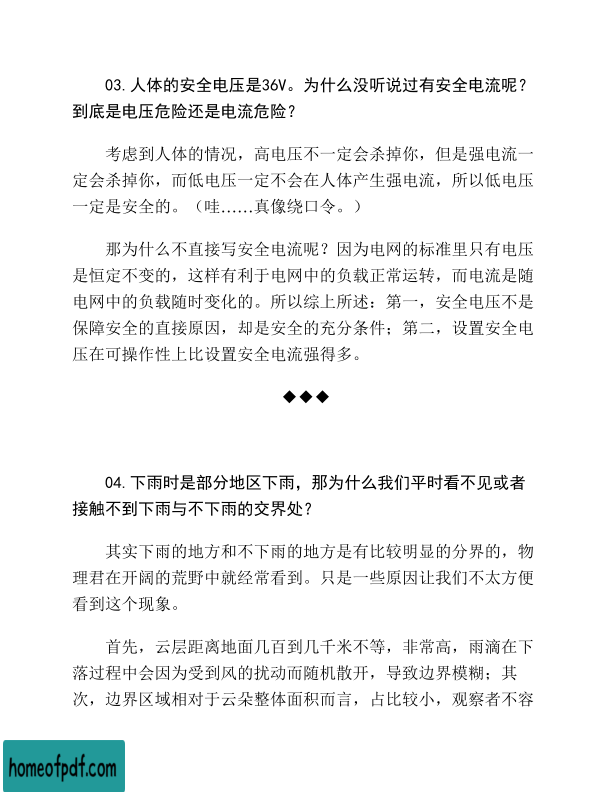 03.人体的安全电压是36V。为什么没听说过有安全电流呢？
到底是电压危险还是电流危险？
考虑到人体的情况，高电压不一定会杀掉你，但是强电流一
定会杀掉你，而低电压一定不会在人体产生强电流，所以低电压
一定是安全的。（哇……真像绕口令。）
那为什么不直接写安全电流呢？因为电网的标准里只有电压
是恒定不变的，这样有利于电网中的负载正常运转，而电流是随
电网中的负载随时变化的。所以综上所述：第一，安全电压不是
保障安全的直接原因，却是安全的充分条件；第二，设置安全电
压在可操作性上比设置安全电流强得多。
◆◆◆
04.下雨时是部分地区下雨，那为什么我们平时看不见或者
接触不到下雨与不下雨的交界处？
其实下雨的地方和不下雨的地方是有比较明显的分界的，物
理君在开阔的荒野中就经常看到。只是一些原因让我们不太方便
看到这个现象。
首先，云层距离地面几百到几千米不等，非常高，雨滴在下
落过程中会因为受到风的扰动而随机散开，导致边界模糊；其
次，边界区域相对于云朵整体面积而言，占比较小，观察者不容
homeofpdf.com